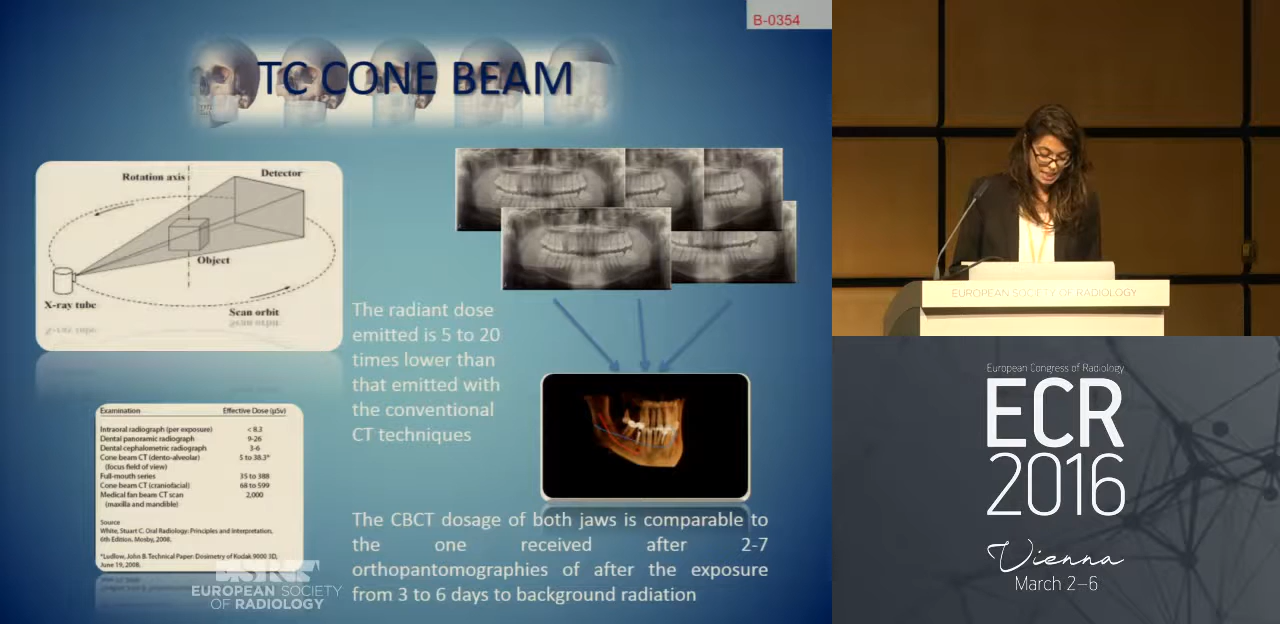 B-0354
TC CONE BEAM
Rotation axis
Detector
Object
X-ray tube
Scan orbit
The radiant dose
emitted is 5 to 20
times lower than
that emitted with
the conventional
CT techniques
Examination Effective Dose (µSv)
Intraoral radiograph (per exposure) < 8.3
Dental panoramic radiograph 9-26
Dental cephalometric radiograph 3-6
Cone beam CT (dento-alveolar) 5 to 38.3*
(focus field of view)
Full-mouth series 35 to 388
Cone beam CT (craniofacial) 68 to 599
Medical fan beam CT scan 2,000
(maxilla and mandible)
Source
White, Stuart C. Oral Radiology: Principles and Interpretation,
6th Edition. Mosby, 2008.
*Ludlow, John B. Technical Paper: Dosimetry of Kodak 9000 3D,
June 19, 2008.
The CBCT dosage of both jaws is comparable to
the one received after 2-7
orthopantomographies of after the exposure
from 3 to 6 days to background radiation
ESR
EUROPEAN SOCIETY
OF RADIOLOGY
EUROPEAN SOCIETY OF RADIOLOGY
European Congress of Radiology
ECR
2016
Vienna
March 2–6